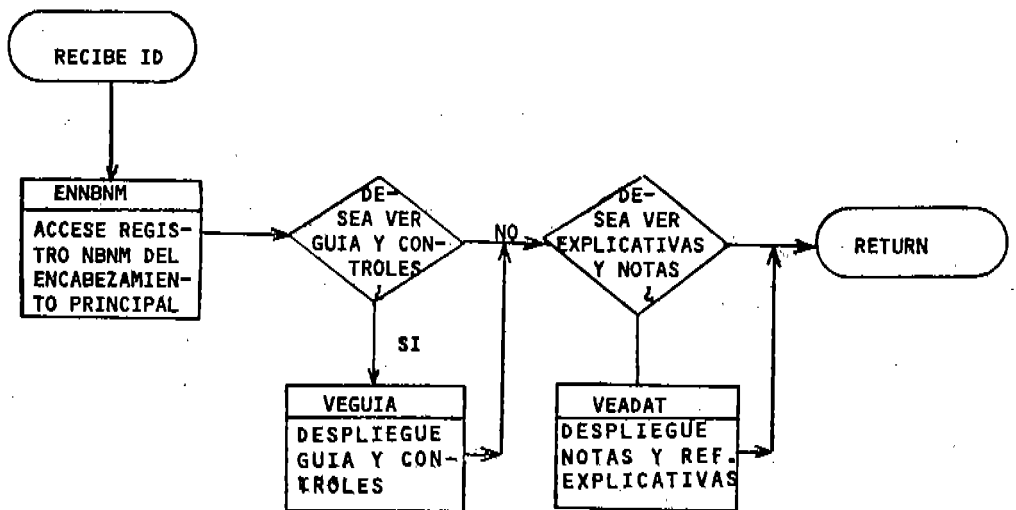 RECIBE ID
ENNBNM
ACCESE REGIS-
TRO NBNM DEL
ENCABEZAMIEN-
TO PRINCIPAL
DE-
SEA VER
GUIA Y CON-
TROLES
¿
NO
SI
VEGUIA
DESPLIEGUE
GUIA Y CON-
TROLES
DE-
SEA VER
EXPLICATIVAS
Y NOTAS
¿
VEADAT
DESPLIEGUE
NOTAS Y REF.
EXPLICATIVAS
RETURN